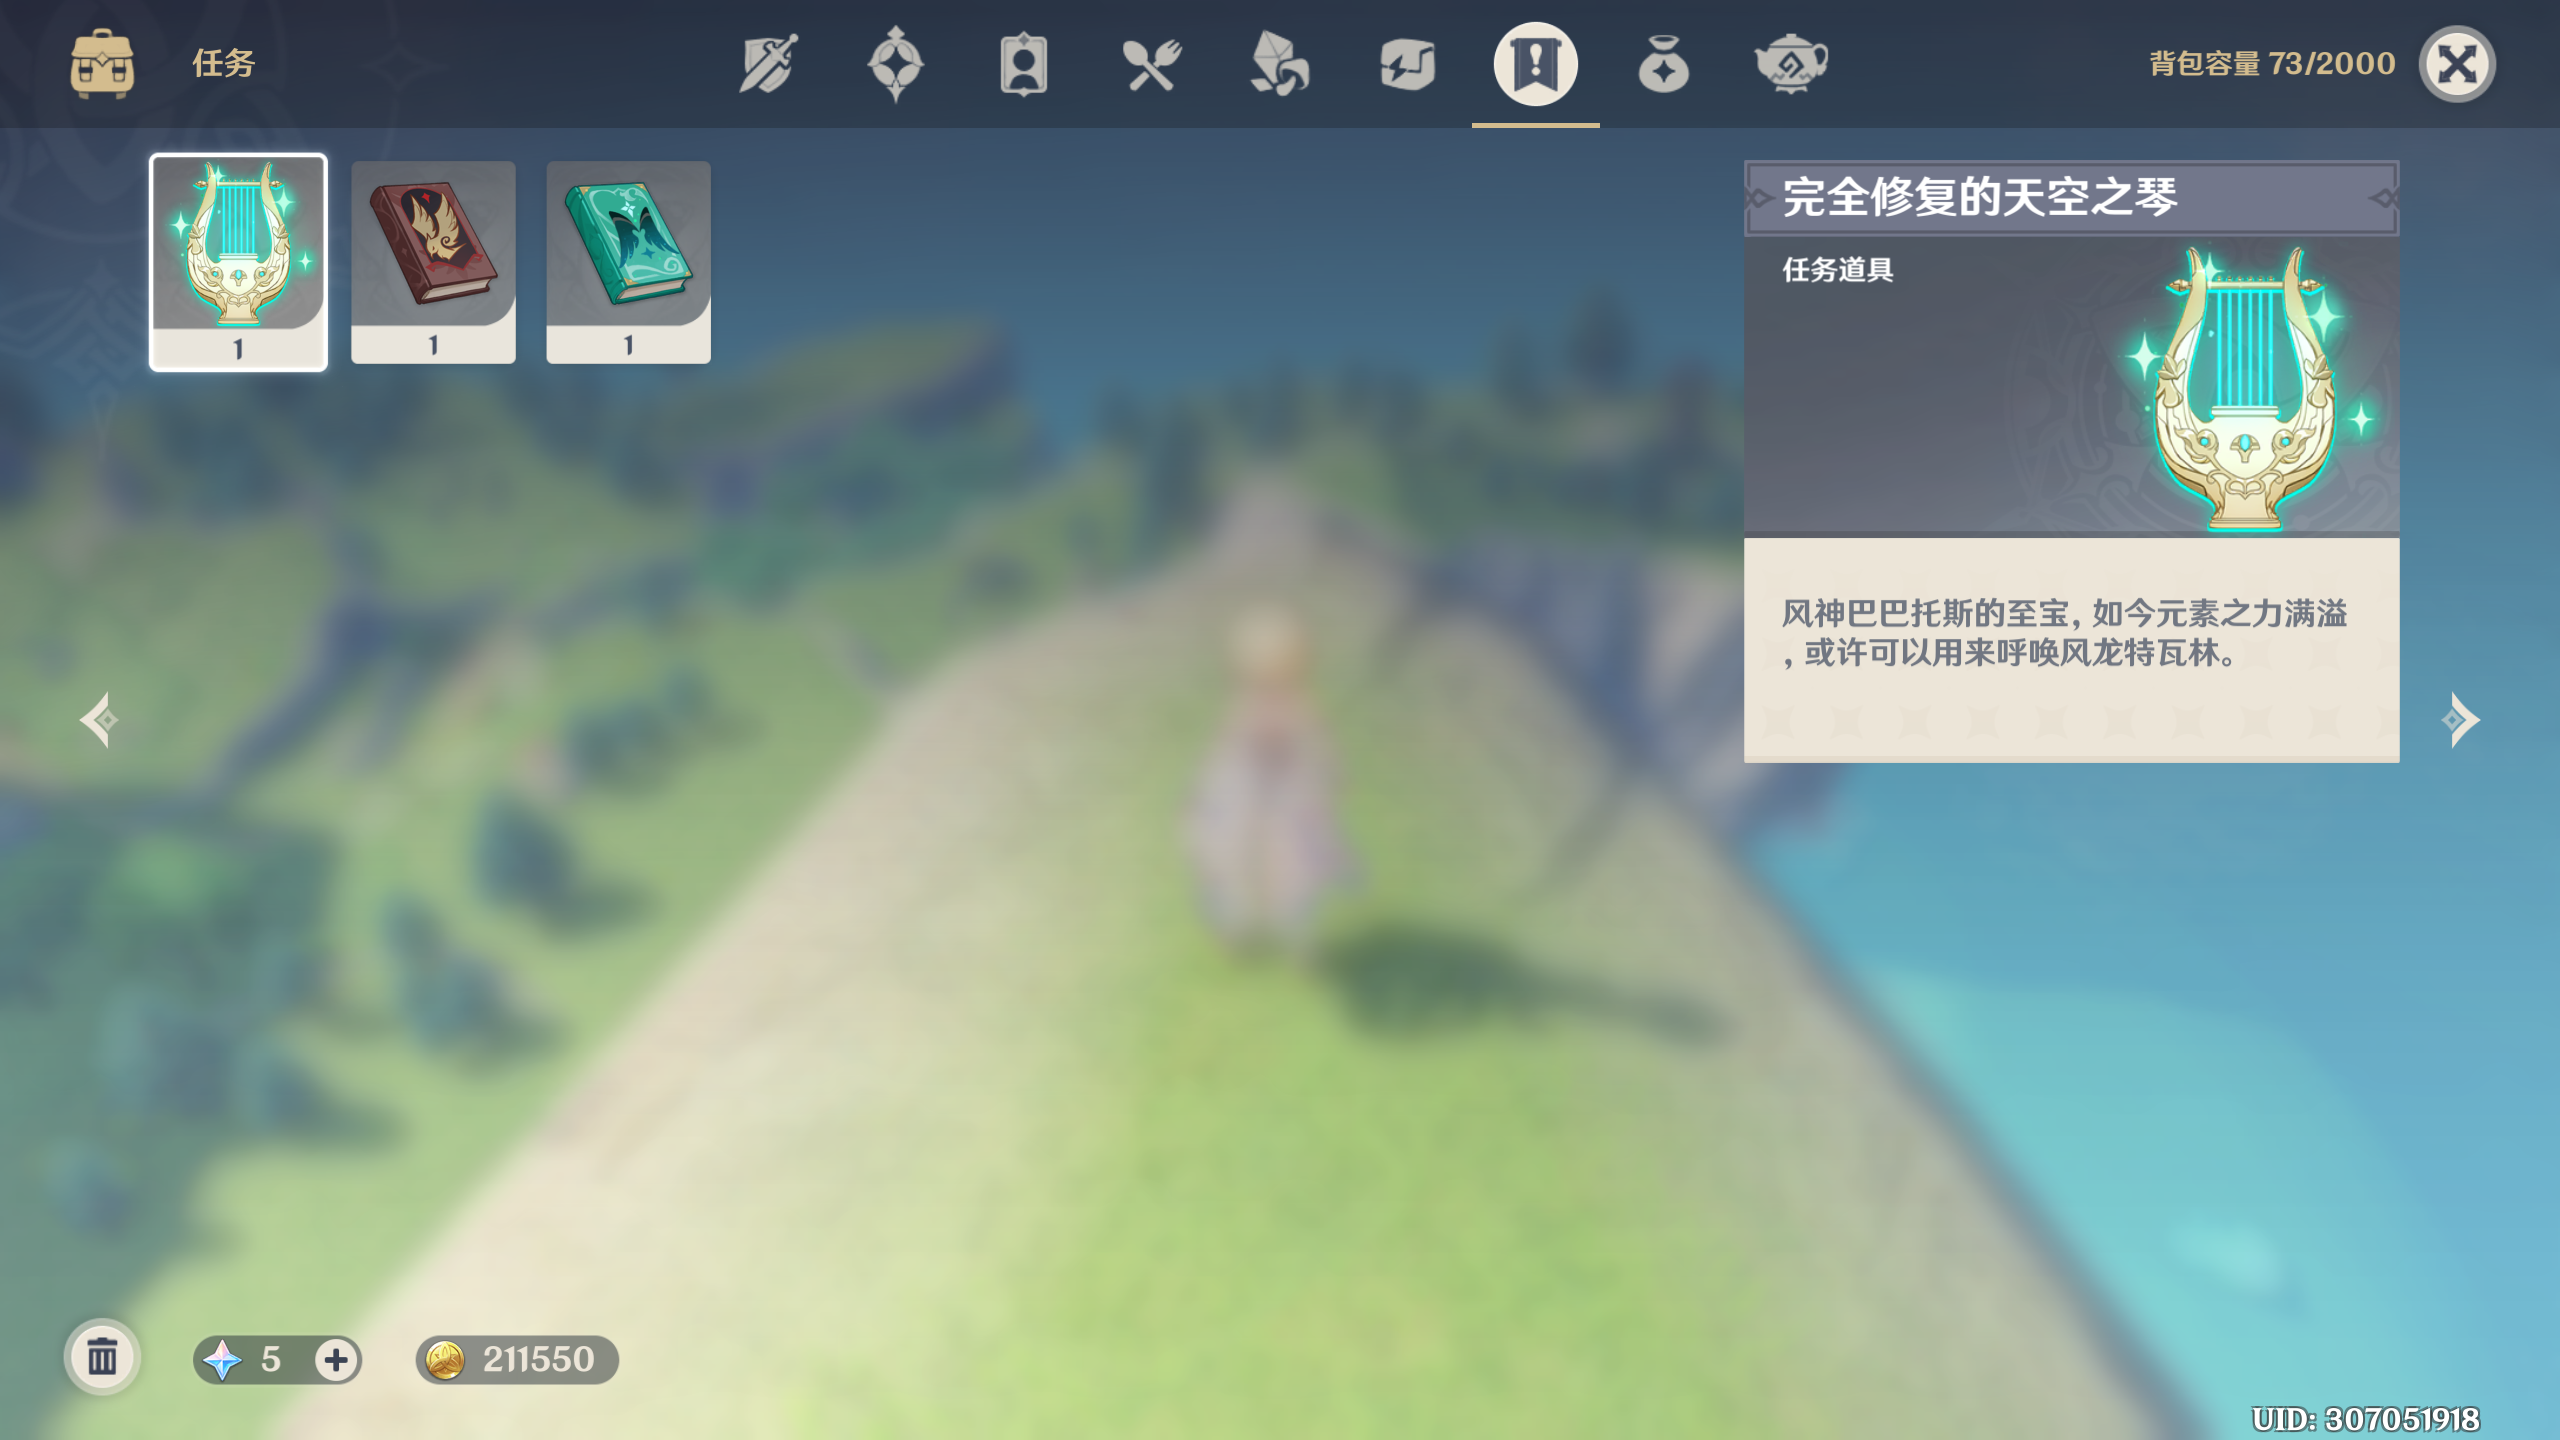 任务
背包容量 73/2000
1
1
1
完全修复的天空之琴
任务道具
风神巴巴托斯的至宝，如今元素之力满溢
，或许可以用来呼唤风龙特瓦林。
5
211550
UID: 307051918